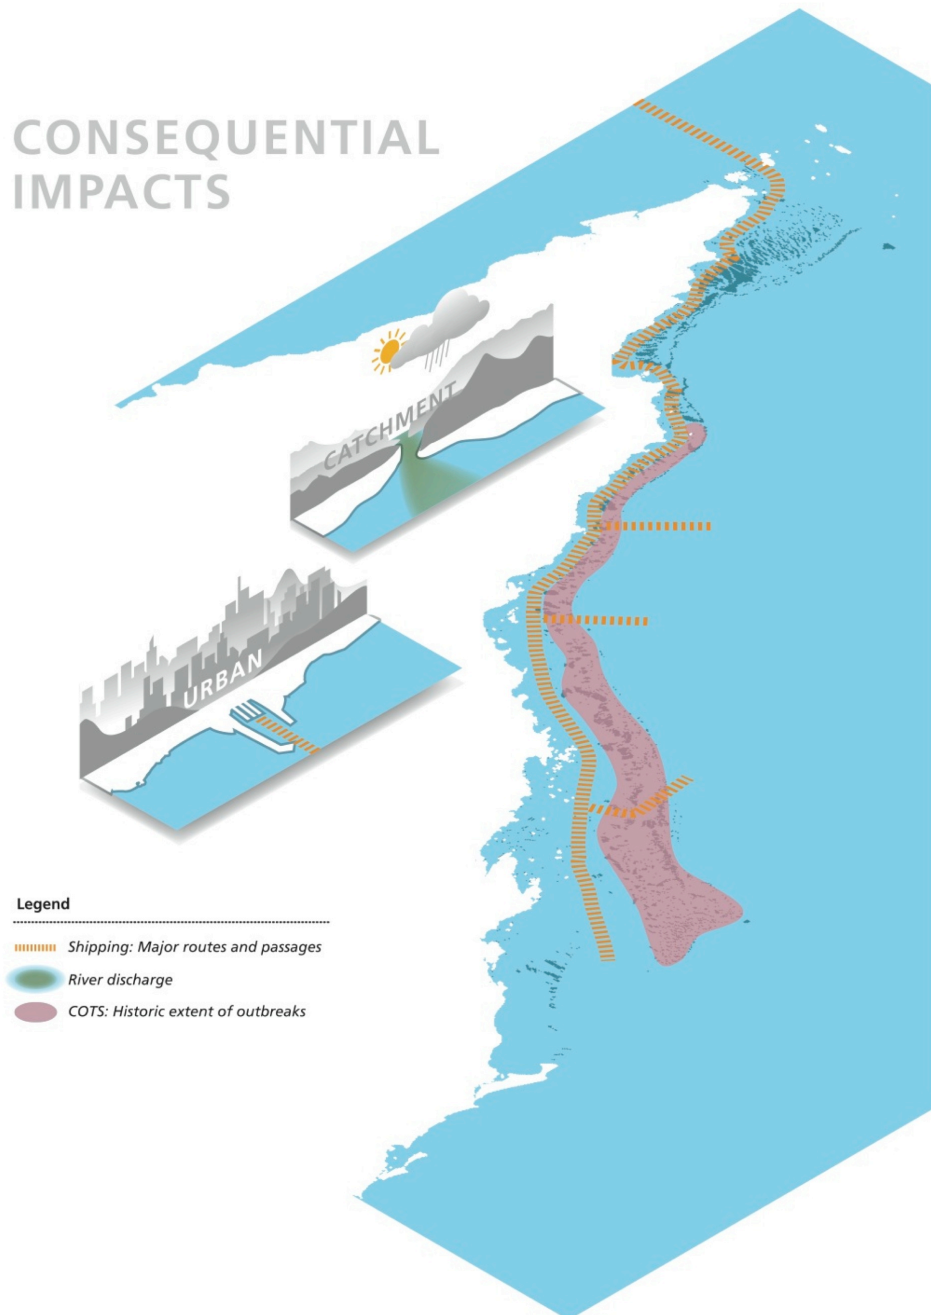 CONSEQUENTIAL
IMPACTS
CATCHMENT
URBAN
Legend
Shipping: Major routes and passages
River discharge
COTS: Historic extent of outbreaks